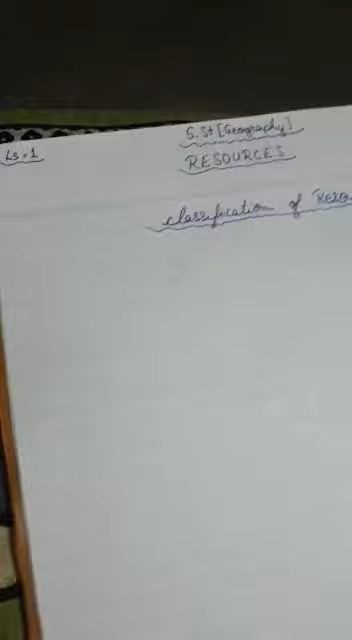 S.St [Geography]
Ls=1
RESOURCES
classification of